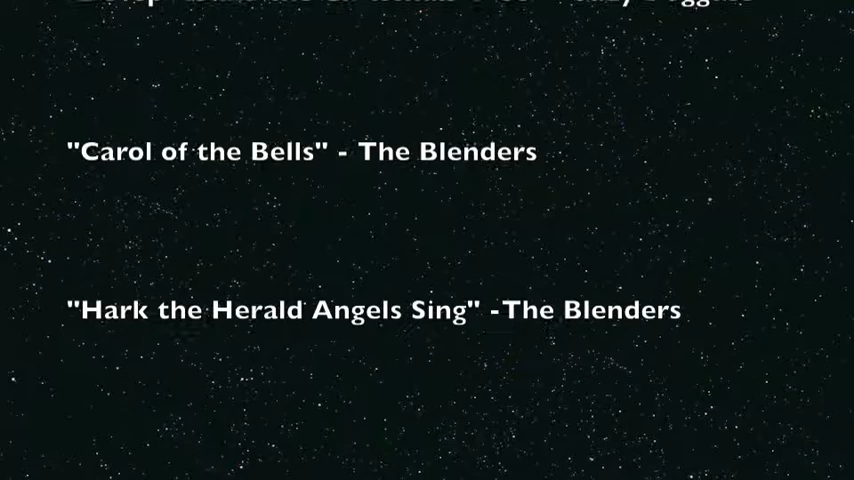 "Carol of the Bells" - The Blenders
"Hark the Herald Angels Sing" -The Blenders